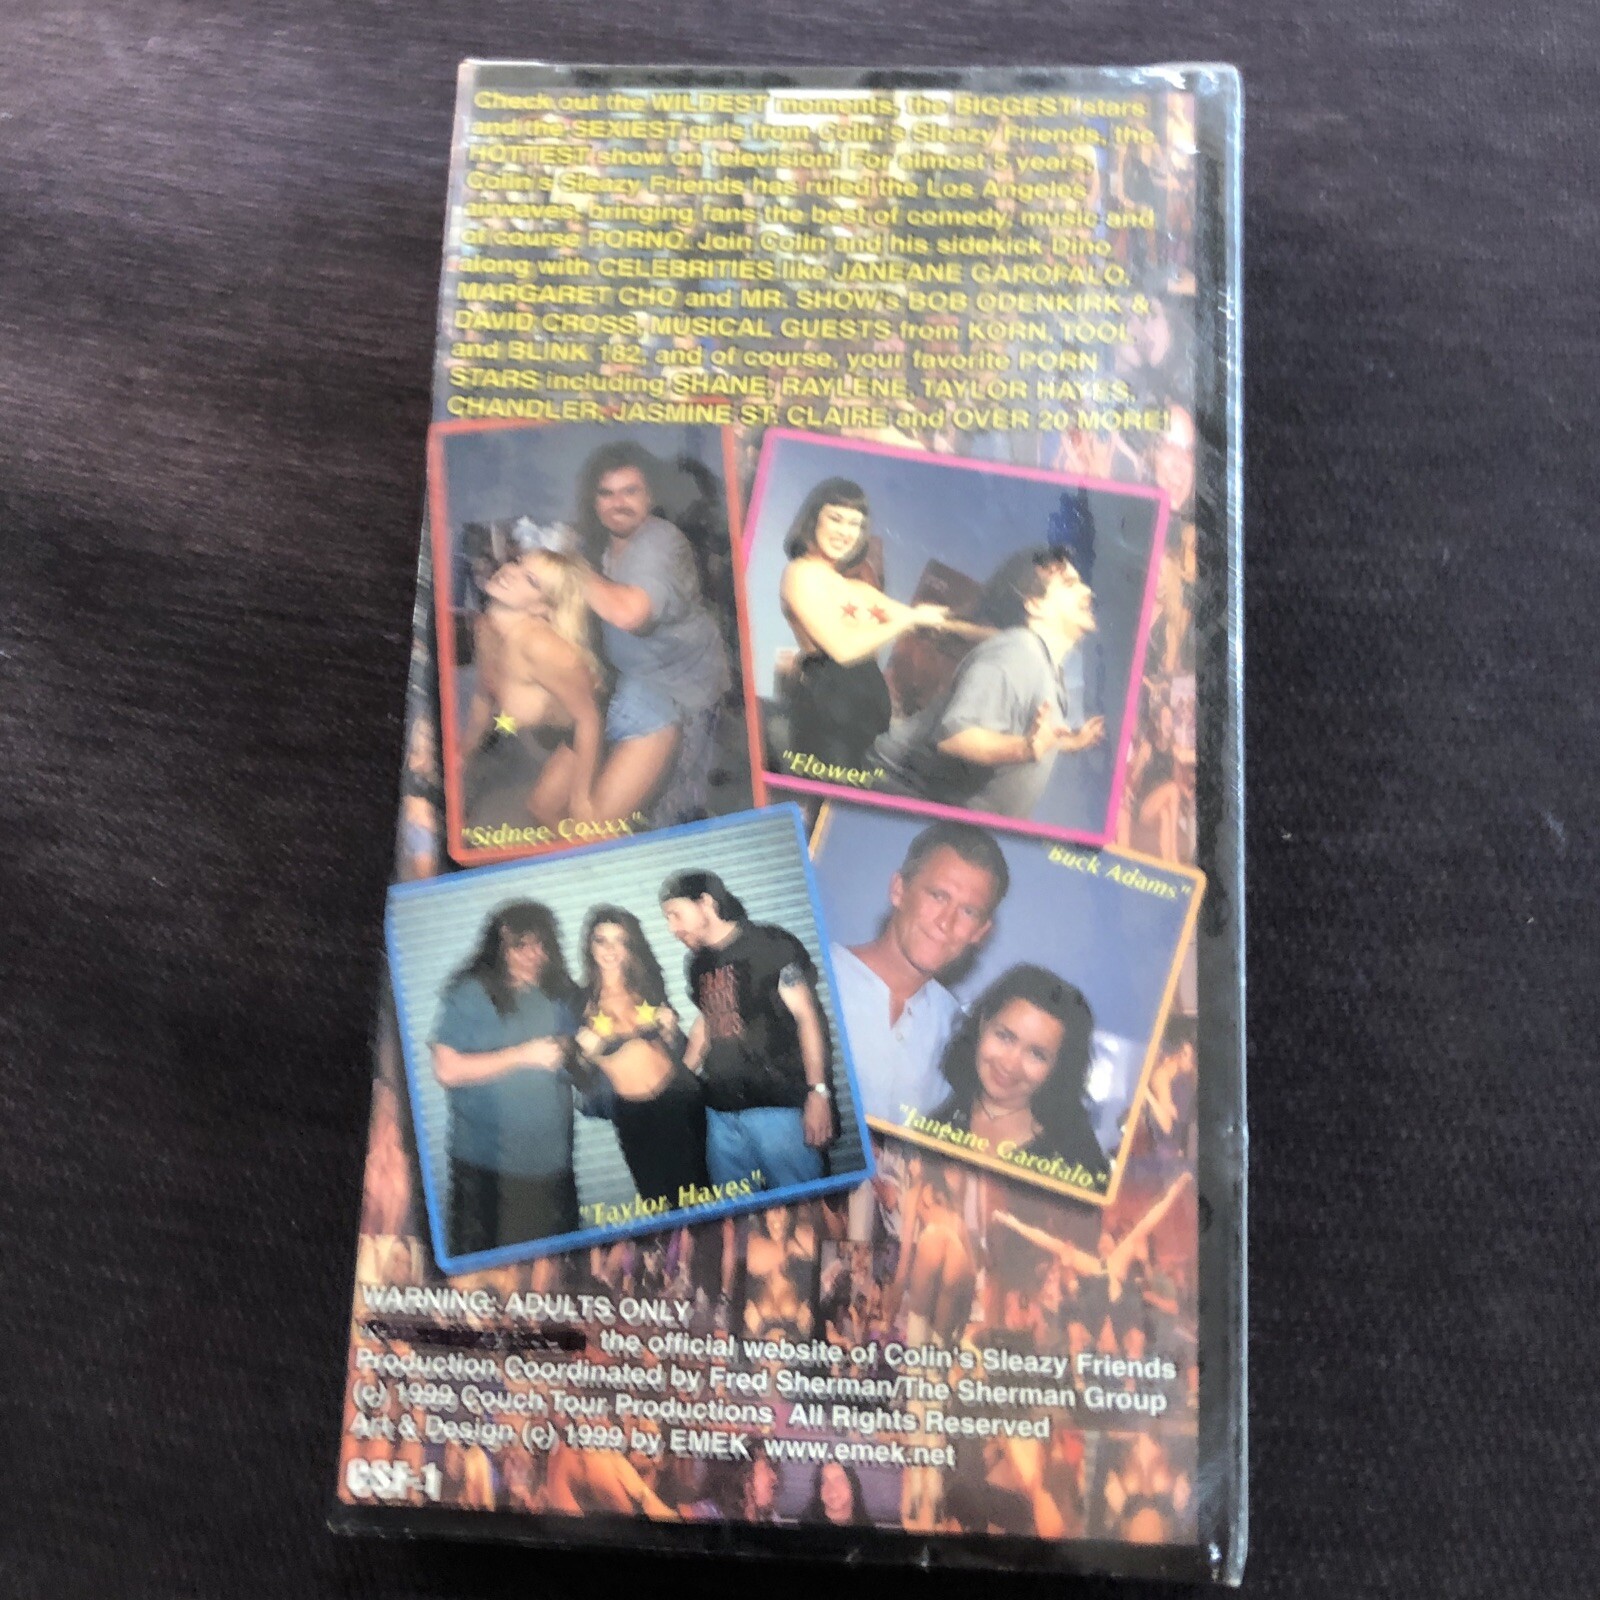 Check out the WILDEST moments, the BIGGEST stars
and the SEXIEST girls from Colin's Sleazy Friends, the
HOTTEST show on television! For almost 5 years,
Colin's Sleazy Friends has ruled the Los Angeles
airwaves, bringing fans the best of comedy, music and
of course PORNO. Join Colin and his sidekick Dino
along with CELEBRITIES like JANEANE GAROFALO,
MARGARET CHO and MR. SHOW's BOB ODENKIRK &
DAVID CROSS, MUSICAL GUESTS from KORN, TOOL
and BLINK 182, and of course, your favorite PORN
STARS including SHANE, RAYLENE, TAYLOR HAYES,
CHANDLER, JASMINE ST. CLAIRE and OVER 20 MORE!
"Sidnee Coxxx"
"Flower"
"Taylor Hayes"
"Buck Adams"
"Janeane Garofalo"
WARNING: ADULTS ONLY
the official website of Colin's Sleazy Friends
Production Coordinated by Fred Sherman/The Sherman Group
(c) 1999 Couch Tour Productions All Rights Reserved
Art & Design (c) 1999 by EMEK www.emek.net
CSF-1